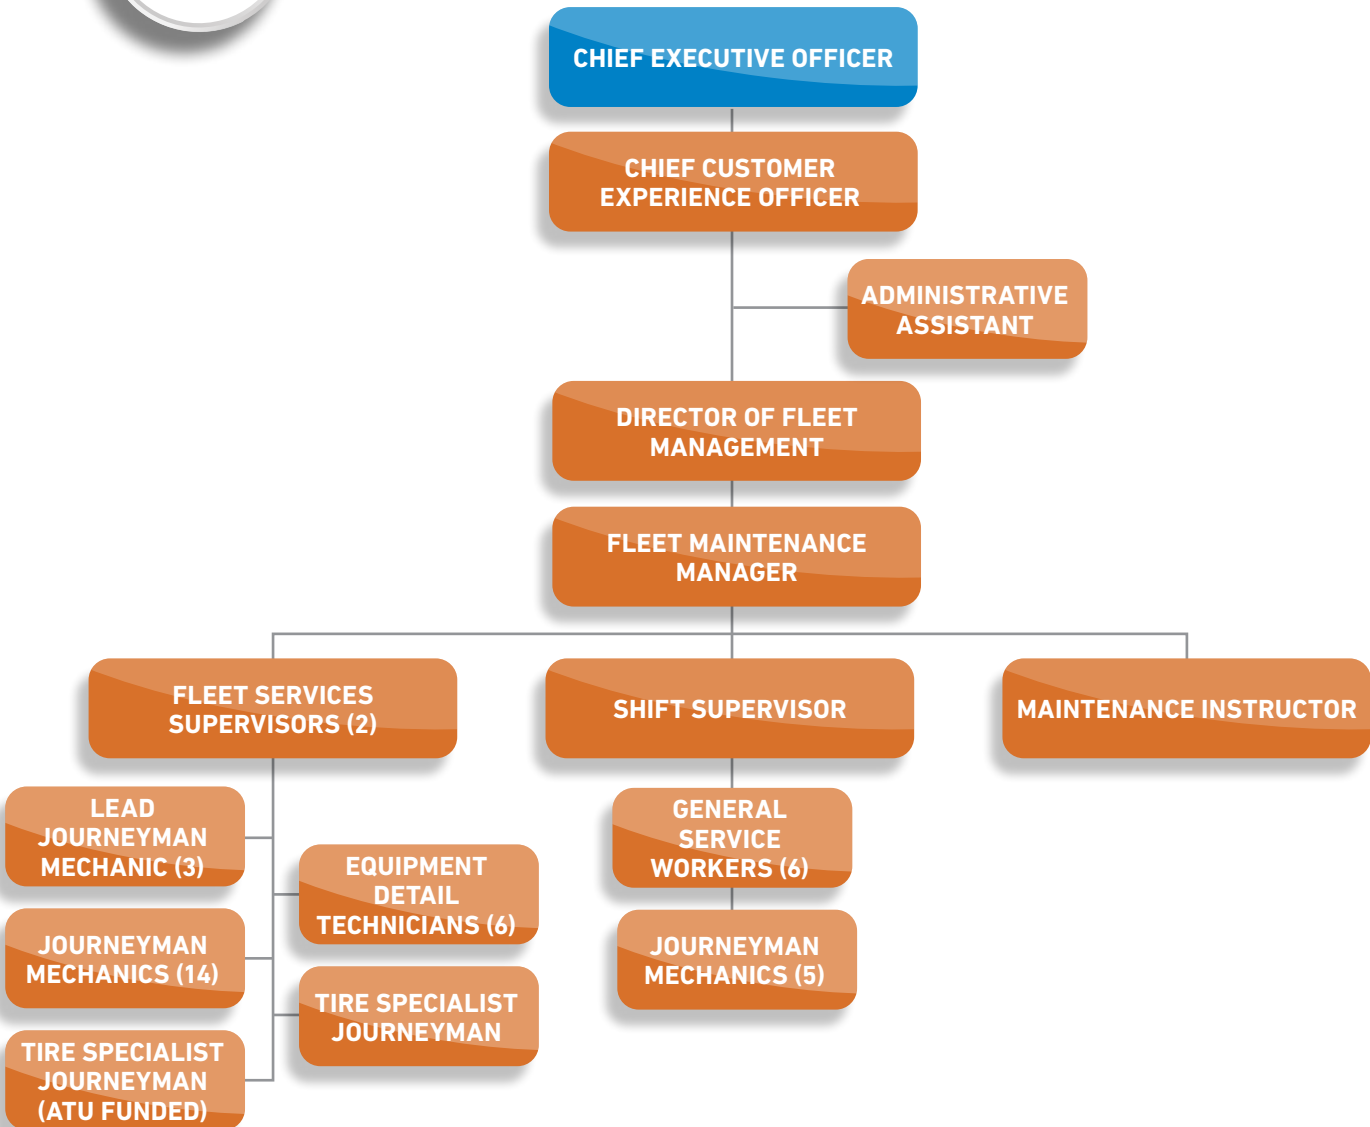 CHIEF EXECUTIVE OFFICER
CHIEF CUSTOMER
EXPERIENCE OFFICER
ADMINISTRATIVE
ASSISTANT
DIRECTOR OF FLEET
MANAGEMENT
FLEET MAINTENANCE
MANAGER
FLEET SERVICES
SUPERVISORS (2)
SHIFT SUPERVISOR
MAINTENANCE INSTRUCTOR
LEAD
JOURNEYMAN
MECHANIC (3)
EQUIPMENT
DETAIL
TECHNICIANS (6)
JOURNEYMAN
MECHANICS (14)
TIRE SPECIALIST
JOURNEYMAN
TIRE SPECIALIST
JOURNEYMAN
(ATU FUNDED)
GENERAL
SERVICE
WORKERS (6)
JOURNEYMAN
MECHANICS (5)